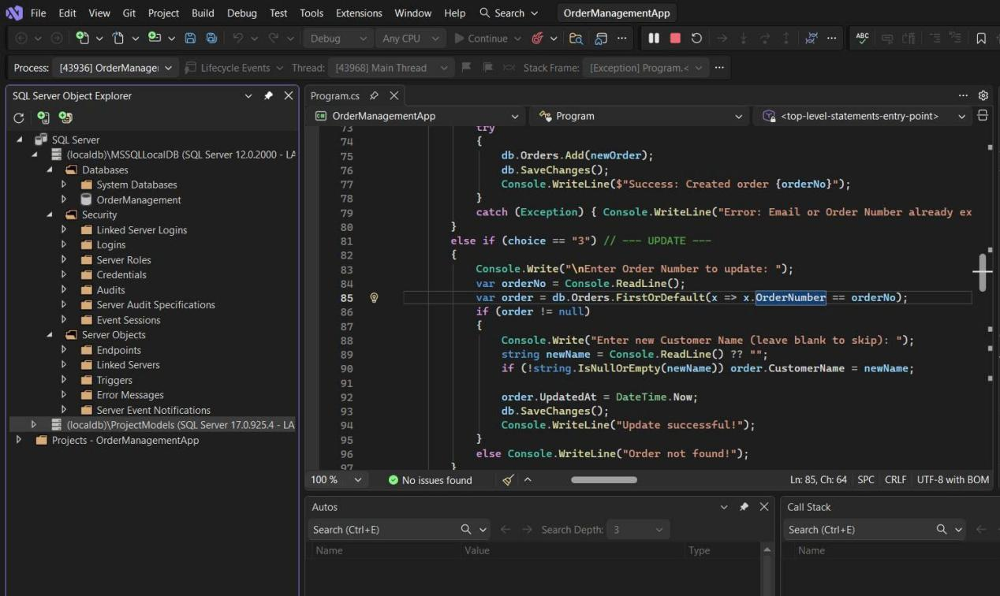 File Edit View Git Project Build Debug Test Tools Extensions Window Help Search OrderManagementApp
Debug Any CPU Continue ABC
Process: [43936] OrderManager Lifecycle Events Thread: [43968] Main Thread Stack Frame: [Exception] Program.<
SQL Server Object Explorer
SQL Server
(localdb)\MSSQLLocalDB (SQL Server 12.0.2000 - LA
Databases
System Databases
OrderManagement
Security
Linked Server Logins
Logins
Server Roles
Credentials
Audits
Server Audit Specifications
Event Sessions
Server Objects
Endpoints
Linked Servers
Triggers
Error Messages
Server Event Notifications
(localdb)\ProjectModels (SQL Server 17.0.925.4 - LA
Projects - OrderManagementApp
Program.cs
C# OrderManagementApp Program <top-level-statements-entry-point>
73 try
74 {
75 db.Orders.Add(newOrder);
76 db.SaveChanges();
77 Console.WriteLine($"Success: Created order {orderNo}");
78 }
79 catch (Exception) { Console.WriteLine("Error: Email or Order Number already ex
80 }
81 else if (choice == "3") // --- UPDATE ---
82 {
83 Console.Write("\nEnter Order Number to update: ");
84 var orderNo = Console.ReadLine();
85 var order = db.Orders.FirstOrDefault(x => x.OrderNumber == orderNo);
86 if (order != null)
87 {
88 Console.Write("Enter new Customer Name (leave blank to skip): ");
89 string newName = Console.ReadLine() ?? "";
90 if (!string.IsNullOrEmpty(newName)) order.CustomerName = newName;
91
92 order.UpdatedAt = DateTime.Now;
93 db.SaveChanges();
94 Console.WriteLine("Update successful!");
95 }
96 else Console.WriteLine("Order not found!");
97 }
100 % No issues found Ln: 85, Ch: 64 SPC CRLF UTF-8 with BOM
Autos
Search (Ctrl+E) Search Depth: 3
Name Value Type
Call Stack
Search (Ctrl+E)
Name